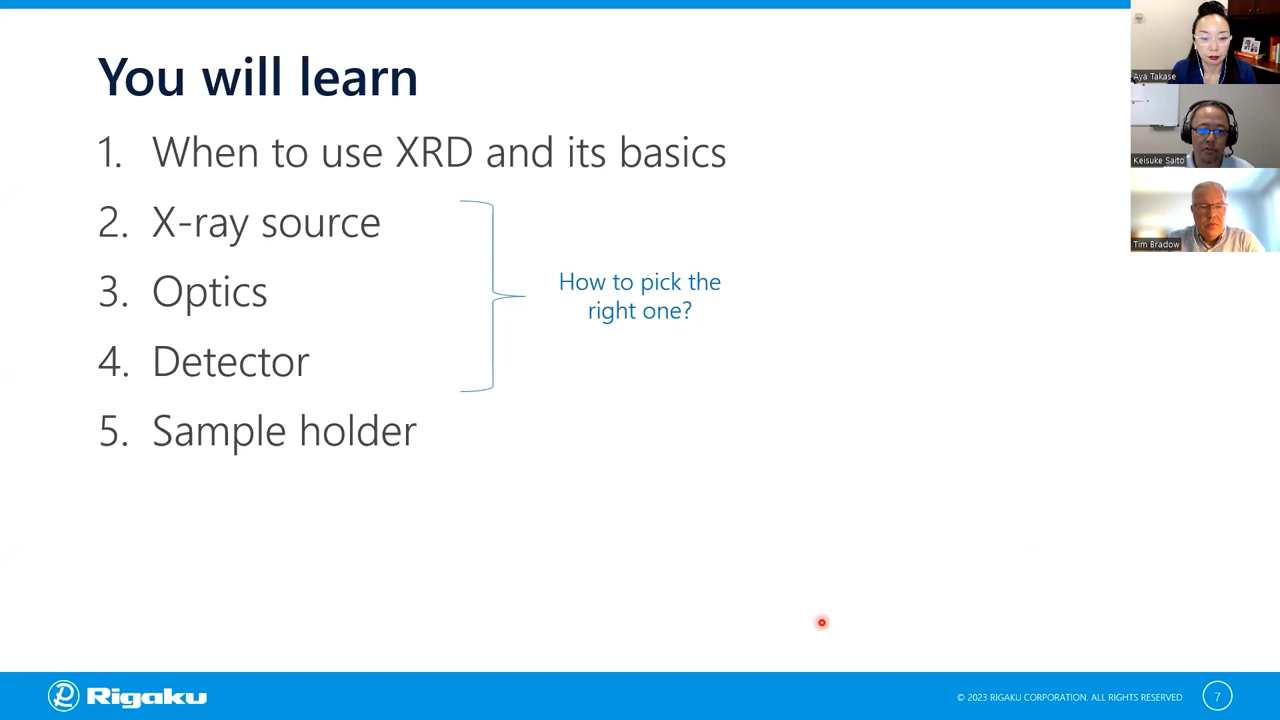 You will learn
1. When to use XRD and its basics
2. X-ray source
3. Optics
4. Detector
5. Sample holder
How to pick the
right one?
Aya Takase
Keisuke Saito
Tim Bradow
Rigaku
© 2023 RIGAKU CORPORATION. ALL RIGHTS RESERVED
7